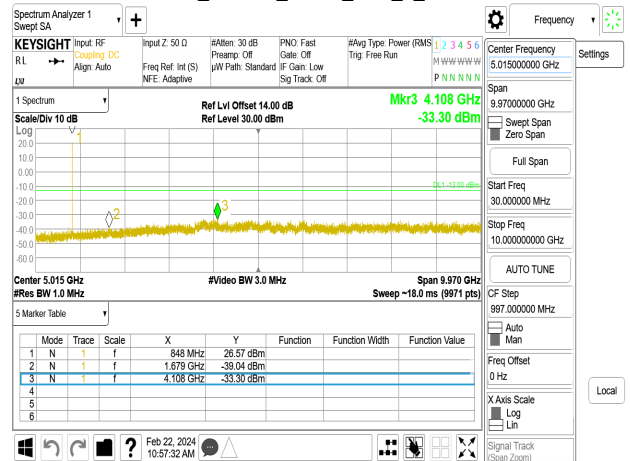 Spectrum Analyzer 1
Swept SA
Frequency
KEYSIGHT Input: RF Input Z: 50 Ω #Atten: 30 dB PNO: Fast #Avg Type: Power (RMS 1 2 3 4 5 6
RL Coupling: DC Preamp: Off Gate: Off Trig: Free Run M W W W W W
Align: Auto Freq Ref: Int (S) µW Path: Standard IF Gain: Low
NFE: Adaptive Sig Track: Off P N N N N N
Center Frequency
5.015000000 GHz
Settings
1 Spectrum
Ref Lvl Offset 14.00 dB
Mkr3 4.108 GHz
Scale/Div 10 dB
Ref Level 30.00 dBm
-33.30 dBm
Log
1
20.0
10.0
0.00
-10.0
DL1 -13.00 dBm
-20.0
-30.0
2
3
-40.0
-50.0
-60.0
Center 5.015 GHz #Video BW 3.0 MHz Span 9.970 GHz
#Res BW 1.0 MHz Sweep ~18.0 ms (9971 pts)
Span
9.97000000 GHz
Swept Span
Zero Span
Full Span
Start Freq
30.000000 MHz
Stop Freq
10.000000000 GHz
AUTO TUNE
CF Step
997.000000 MHz
Auto
Man
Freq Offset
0 Hz
X Axis Scale
Log
Lin
Local
Signal Track
(Span Zoom)
5 Marker Table
Mode Trace Scale X Y Function Function Width Function Value
1 N 1 f 848 MHz 26.57 dBm
2 N 1 f 1.679 GHz -39.04 dBm
3 N 1 f 4.108 GHz -33.30 dBm
4
5
6
? Feb 22, 2024
10:57:32 AM